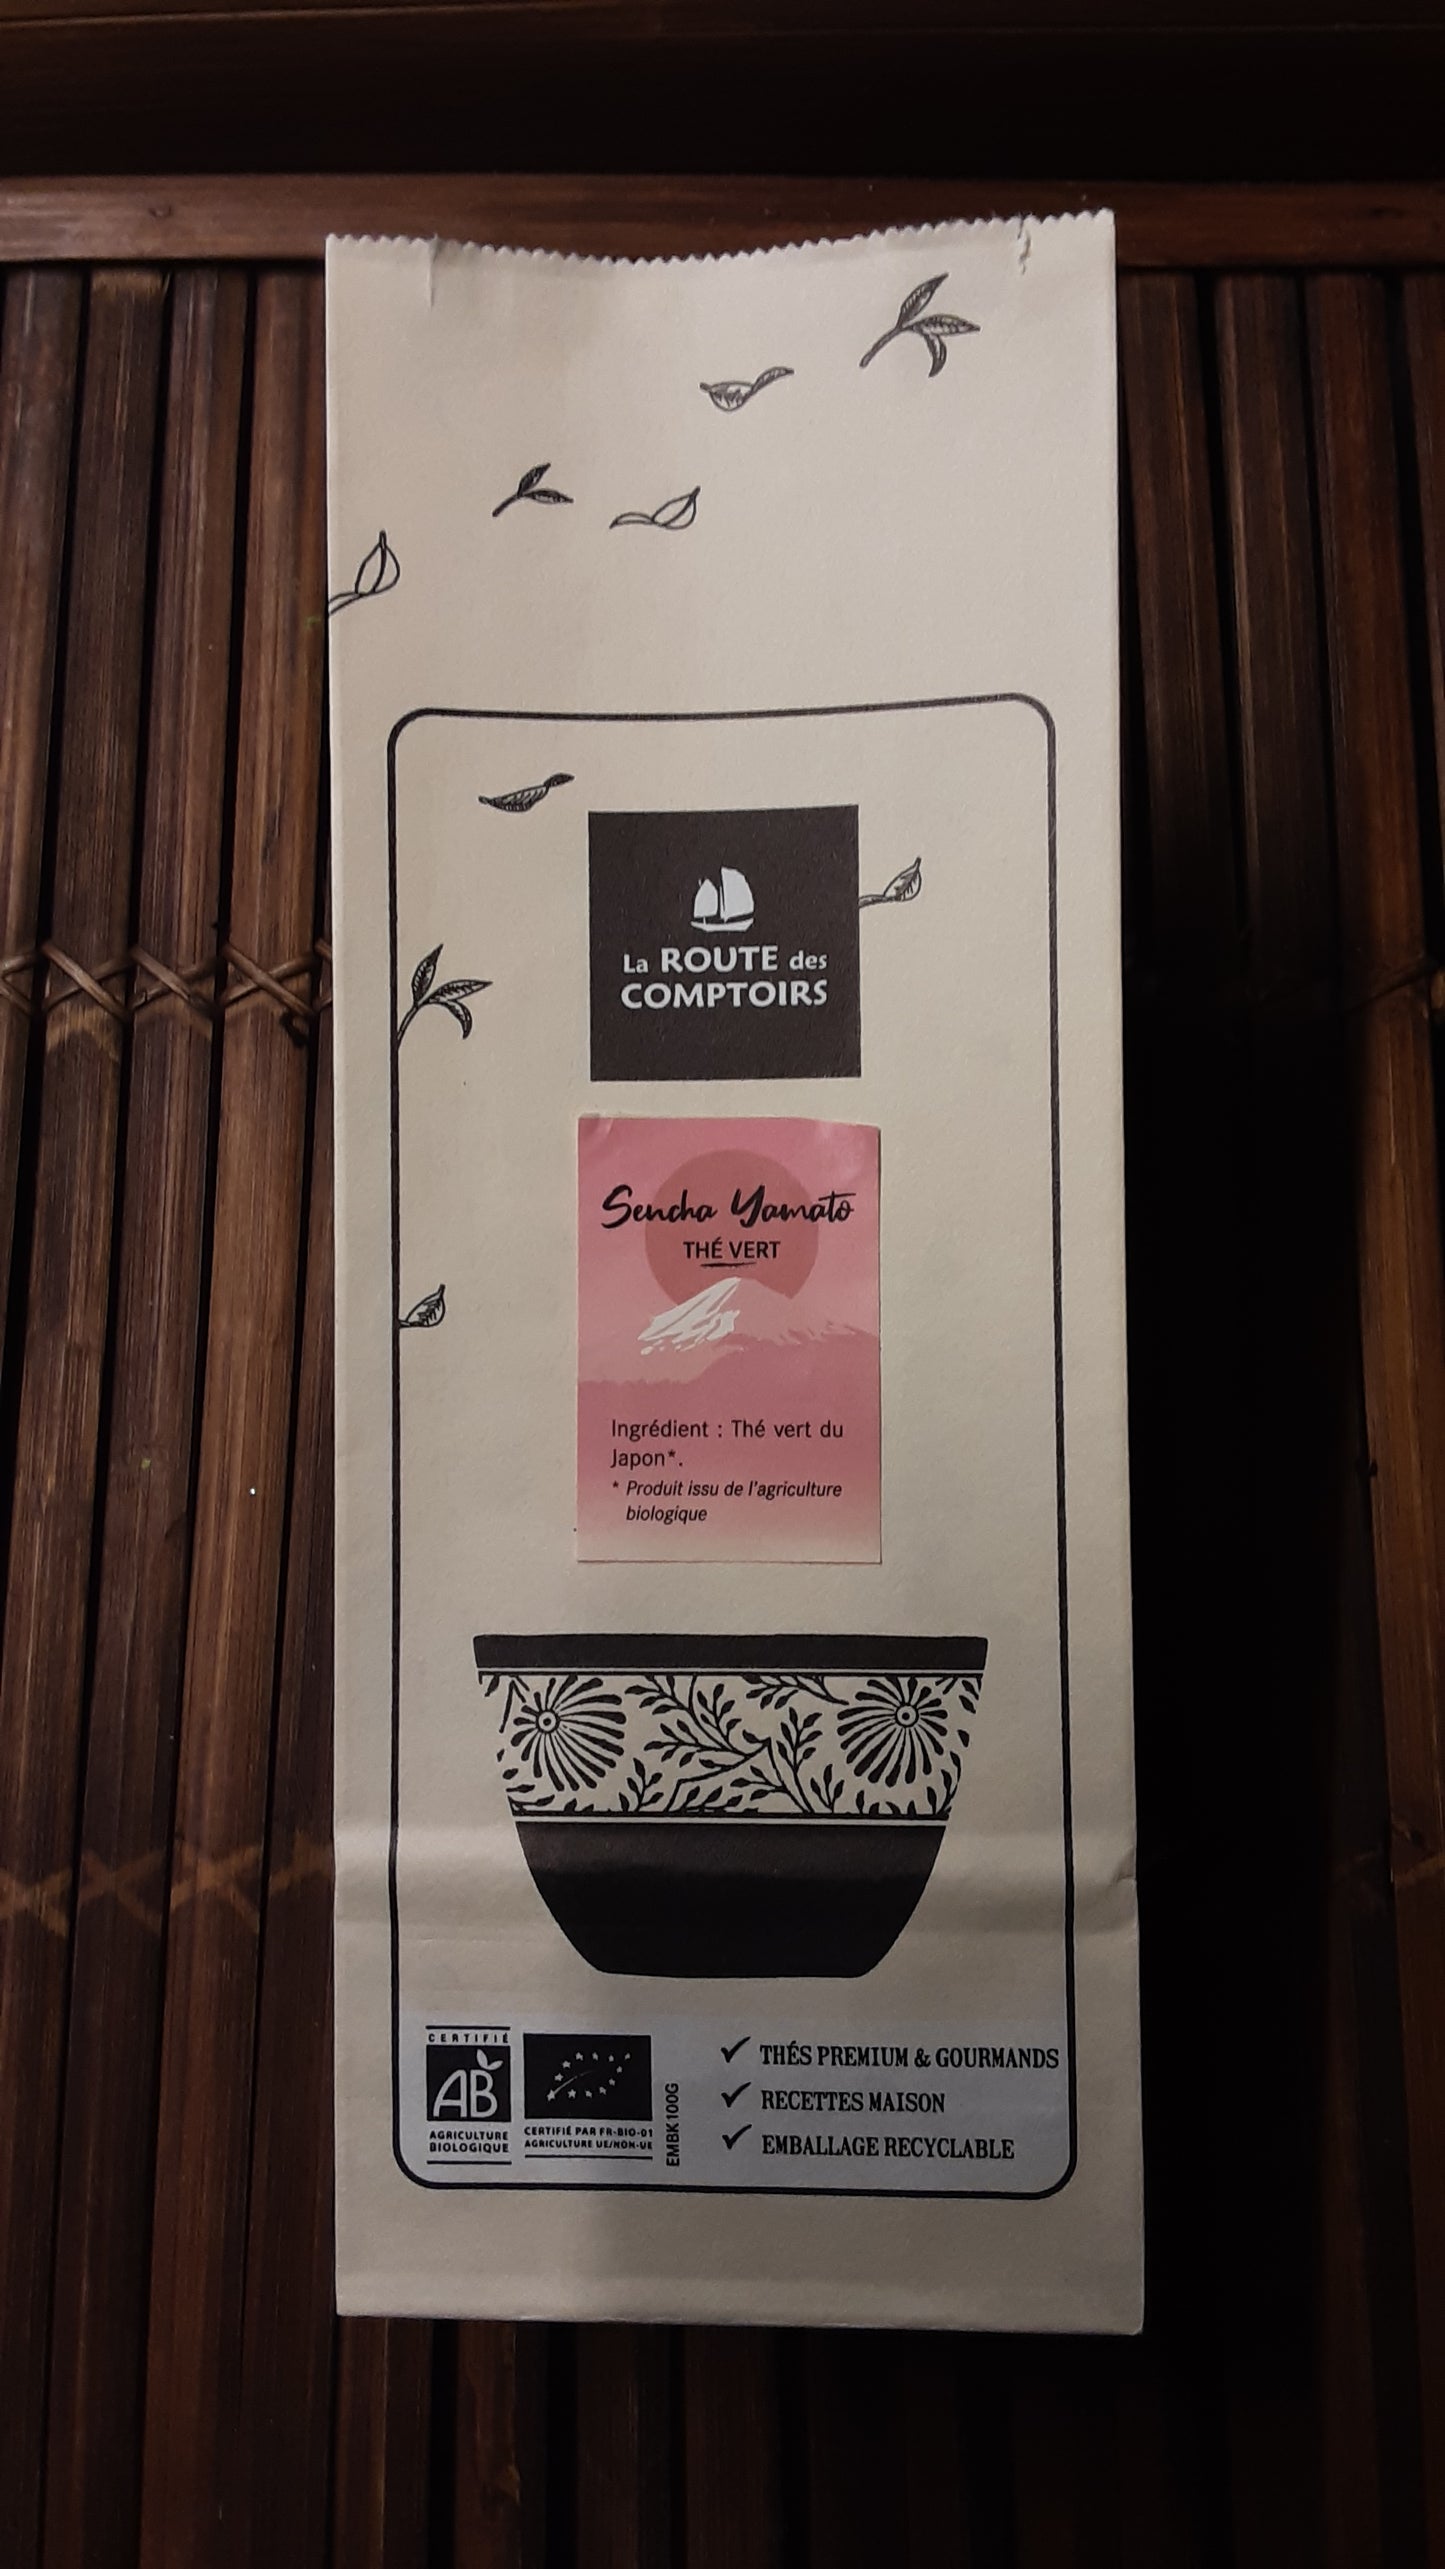 La ROUTE des
COMPTOIRS
Sencha Yamato
THÉ VERT
Ingrédient : Thé vert du
Japon*.
* Produit issu de l'agriculture
biologique
CERTIFIÉ
AB
AGRICULTURE
BIOLOGIQUE
CERTIFIÉ PAR FR-BIO-01
AGRICULTURE UE/NON-UE
EMBK100G
✓ THÉS PREMIUM & GOURMANDS
✓ RECETTES MAISON
✓ EMBALLAGE RECYCLABLE